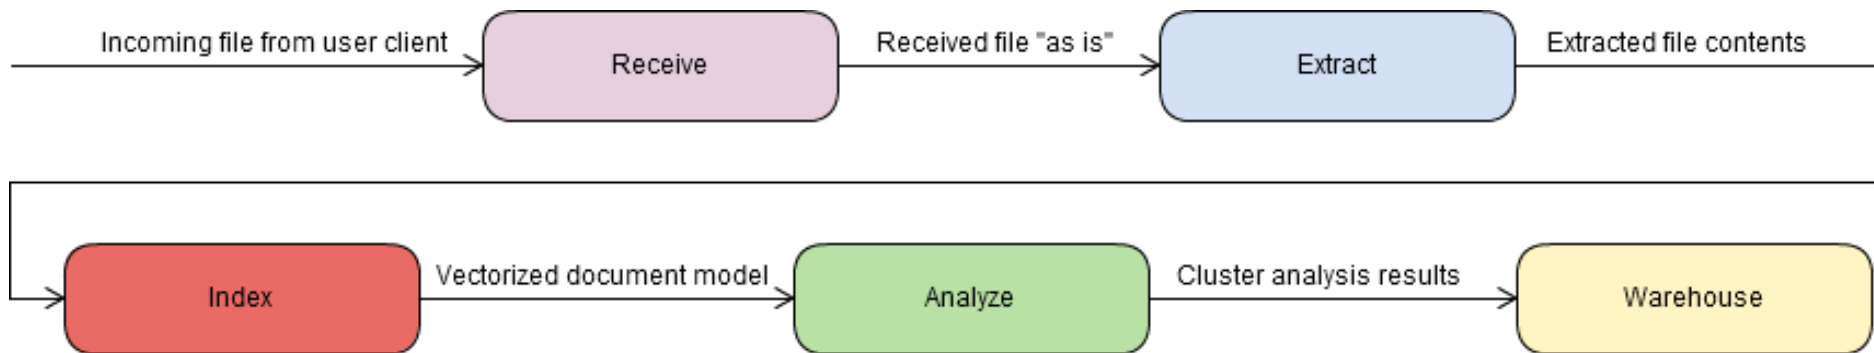 Incoming file from user client
Receive
Received file "as is"
Extract
Extracted file contents
Index
Vectorized document model
Analyze
Cluster analysis results
Warehouse